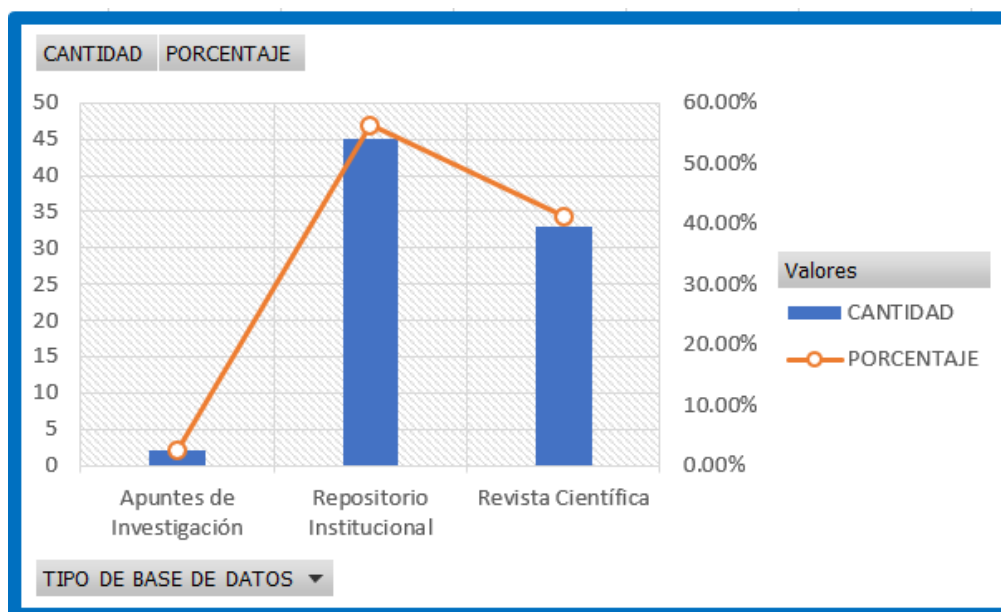 CANTIDAD PORCENTAJE
50
45
40
35
30
25
20
15
10
5
0
60.00%
50.00%
40.00%
30.00%
20.00%
10.00%
0.00%
Apuntes de
Investigación
Repositorio
Institucional
Revista Científica
Valores
CANTIDAD
PORCENTAJE
TIPO DE BASE DE DATOS